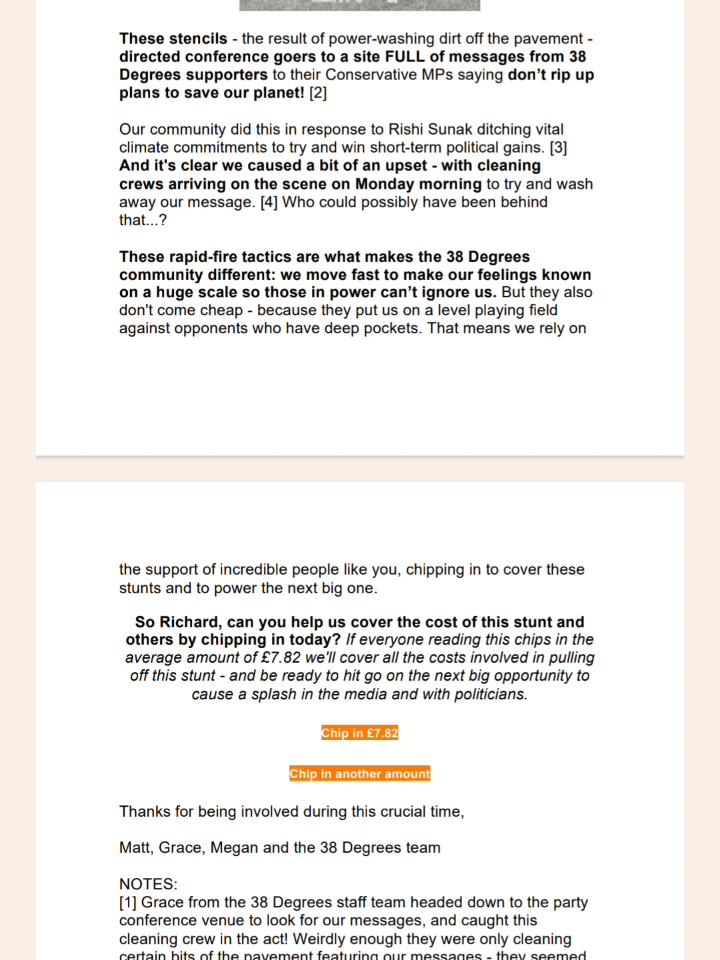 These stencils - the result of power-washing dirt off the pavement -
directed conference goers to a site FULL of messages from 38
Degrees supporters to their Conservative MPs saying don’t rip up
plans to save our planet! [2]
Our community did this in response to Rishi Sunak ditching vital
climate commitments to try and win short-term political gains. [3]
And it's clear we caused a bit of an upset - with cleaning
crews arriving on the scene on Monday morning to try and wash
away our message. [4] Who could possibly have been behind
that...?
These rapid-fire tactics are what makes the 38 Degrees
community different: we move fast to make our feelings known
on a huge scale so those in power can’t ignore us. But they also
don't come cheap - because they put us on a level playing field
against opponents who have deep pockets. That means we rely on
the support of incredible people like you, chipping in to cover these
stunts and to power the next big one.
So Richard, can you help us cover the cost of this stunt and
others by chipping in today? If everyone reading this chips in the
average amount of £7.82 we'll cover all the costs involved in pulling
off this stunt - and be ready to hit go on the next big opportunity to
cause a splash in the media and with politicians.
Chip in £7.82
Chip in another amount
Thanks for being involved during this crucial time,
Matt, Grace, Megan and the 38 Degrees team
NOTES:
[1] Grace from the 38 Degrees staff team headed down to the party
conference venue to look for our messages, and caught this
cleaning crew in the act! Weirdly enough they were only cleaning
certain bits of the pavement featuring our messages - they seemed